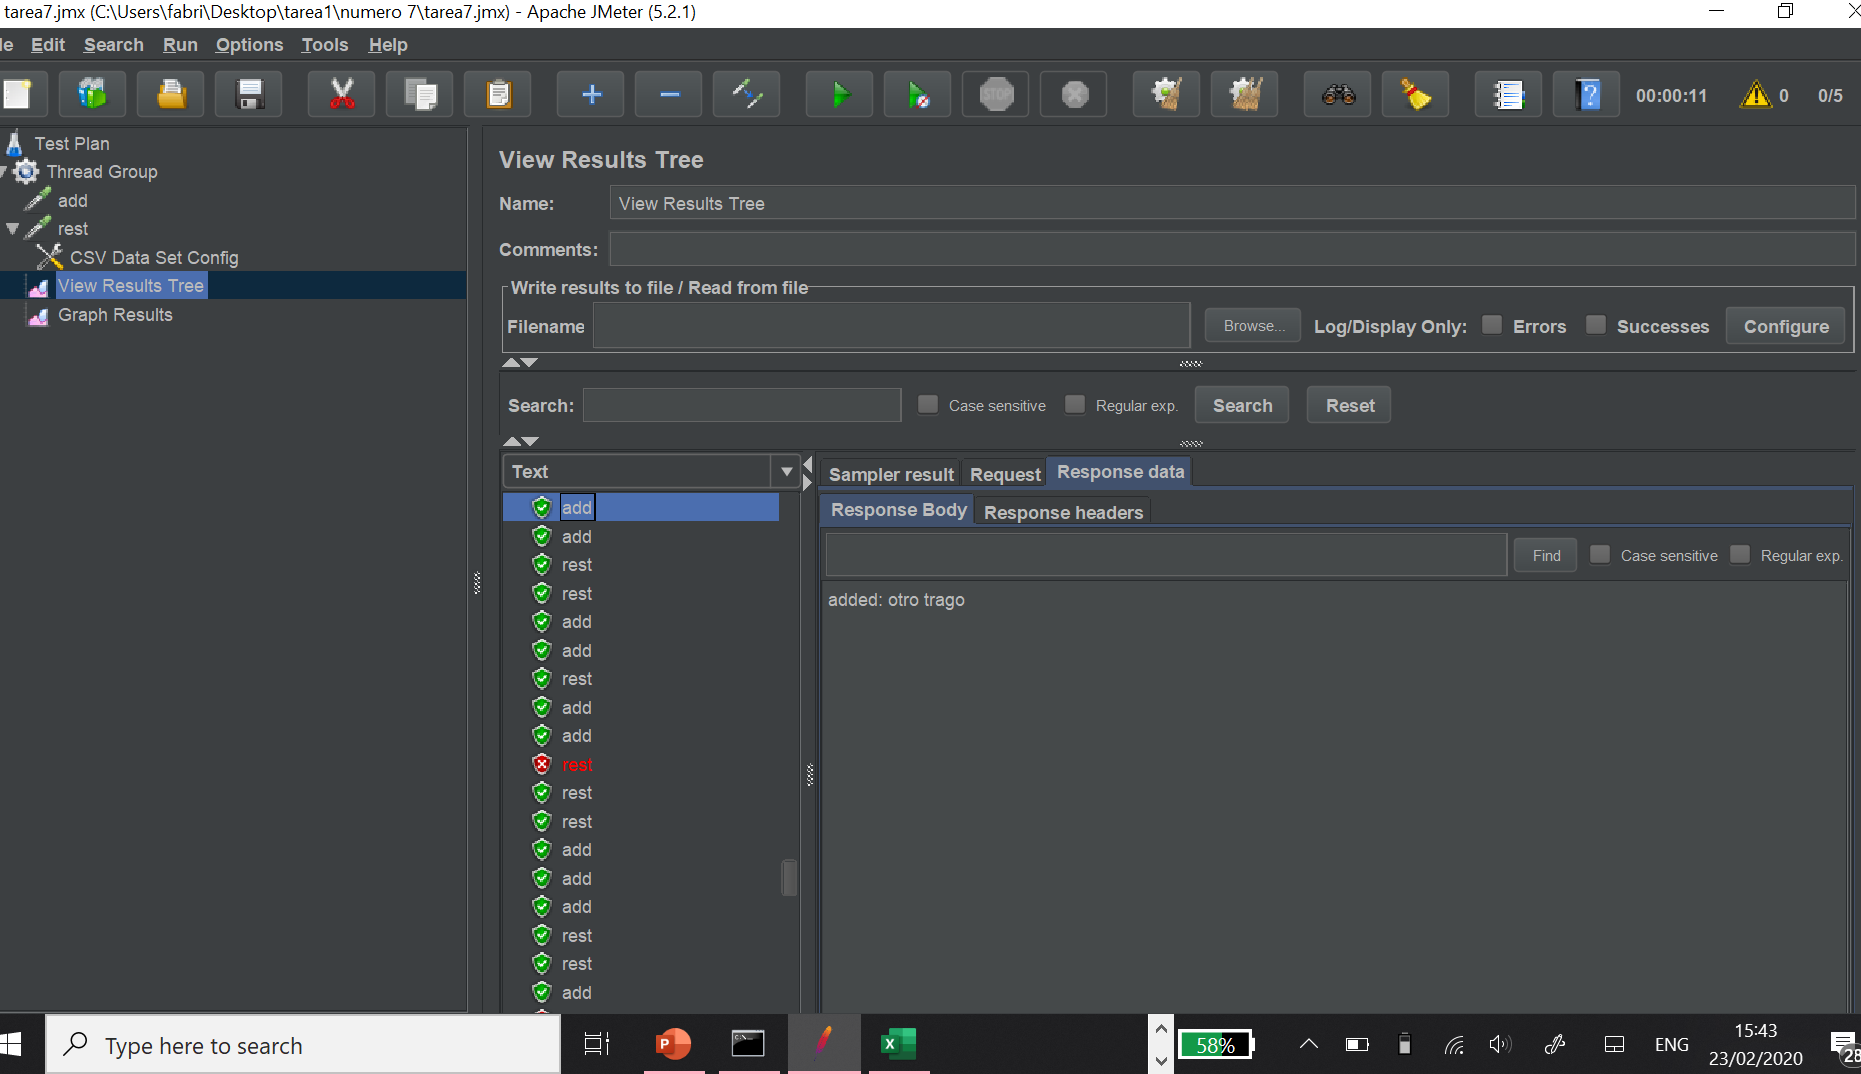 tarea7.jmx (C:\Users\fabri\Desktop\tarea1\numero 7\tarea7.jmx) - Apache JMeter (5.2.1)
le Edit Search Run Options Tools Help
STOP
00:00:11 0 0/5
Test Plan
Thread Group
add
rest
CSV Data Set Config
View Results Tree
Graph Results
View Results Tree
Name: View Results Tree
Comments:
Write results to file / Read from file
Filename Browse... Log/Display Only: Errors Successes Configure
Search: Case sensitive Regular exp. Search Reset
Text
Sampler result Request Response data
Response Body Response headers
Find Case sensitive Regular exp.
added: otro trago
add
add
rest
rest
add
add
rest
add
add
rest
rest
rest
add
add
add
rest
rest
add
Type here to search
58%
ENG
15:43
23/02/2020
28